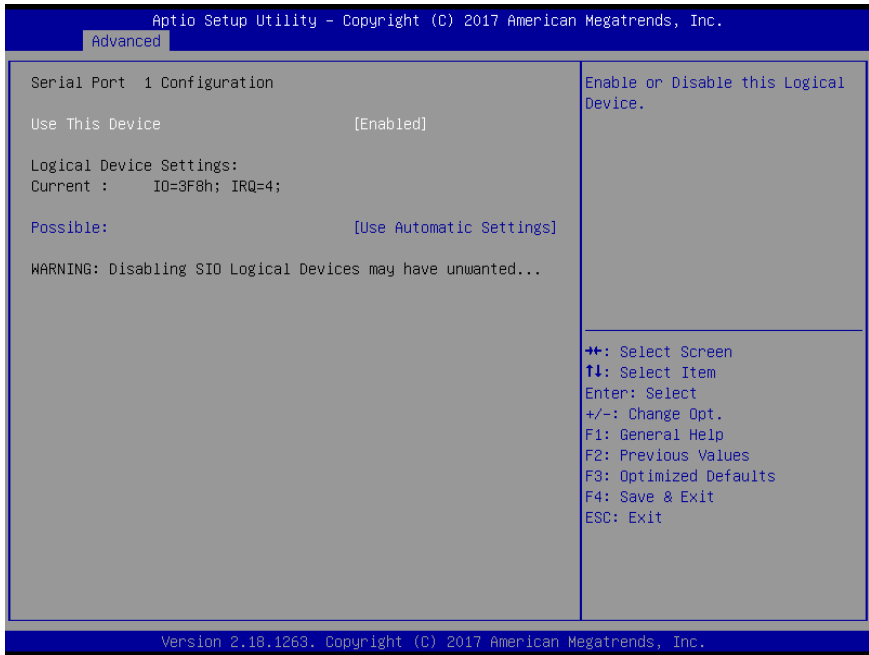 Aptio Setup Utility – Copyright (C) 2017 American Megatrends, Inc.
Advanced
Serial Port 1 Configuration
Use This Device [Enabled]
Logical Device Settings:
Current : IO=3F8h; IRQ=4;
Possible: [Use Automatic Settings]
WARNING: Disabling SIO Logical Devices may have unwanted...
Enable or Disable this Logical
Device.
→←: Select Screen
↑↓: Select Item
Enter: Select
+/-: Change Opt.
F1: General Help
F2: Previous Values
F3: Optimized Defaults
F4: Save & Exit
ESC: Exit
Version 2.18.1263. Copyright (C) 2017 American Megatrends, Inc.